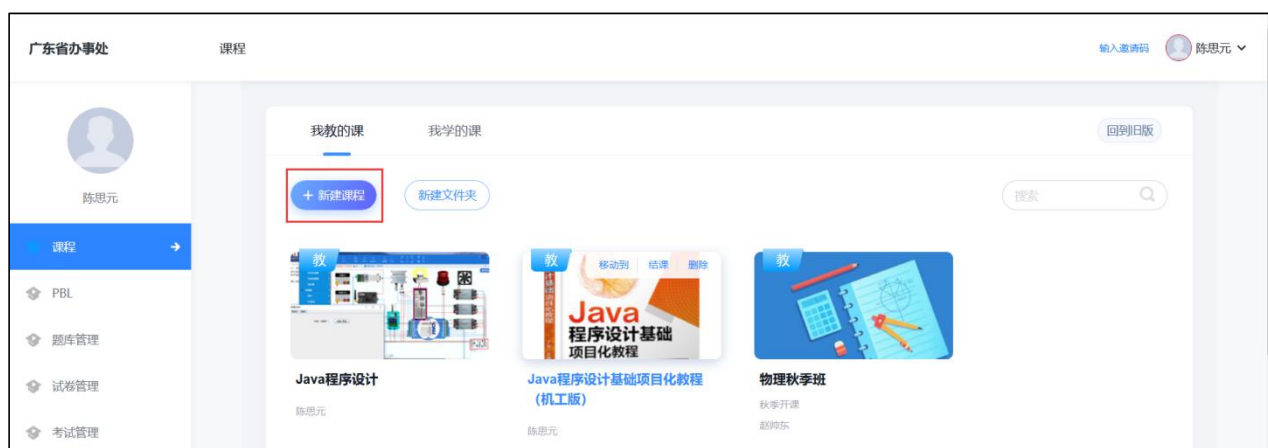 广东省办事处
课程
输入邀请码
陈思元
陈思元
课程
PBL
题库管理
试卷管理
考试管理
我教的课
我学的课
回到旧版
+ 新建课程
新建文件夹
搜索
教
Java程序设计
陈思元
教
移动到 结课 删除
Java
程序设计基础
项目化教程
Java程序设计基础项目化教程
（机工版）
陈思元
教
物理秋季班
秋季开课
赵帅东